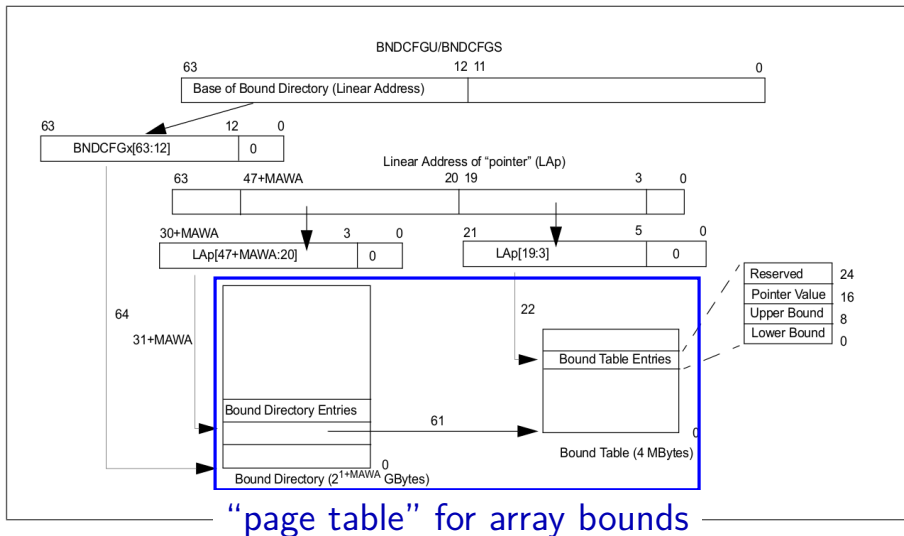 BNDCFGU/BNDCFGS
63 12 11 0
Base of Bound Directory (Linear Address)
63 12 0
BNDCFGx[63:12] 0
Linear Address of “pointer” (LAp)
63 47+MAWA 20 19 3 0
30+MAWA 3 0
LAp[47+MAWA:20] 0
21 5 0
LAp[19:3] 0
Reserved 24
Pointer Value 16
Upper Bound 8
Lower Bound 0
64
31+MAWA
22
Bound Table Entries
Bound Directory Entries
61
0
Bound Table (4 MBytes)
0
Bound Directory (2^1+MAWA GBytes)
“page table” for array bounds